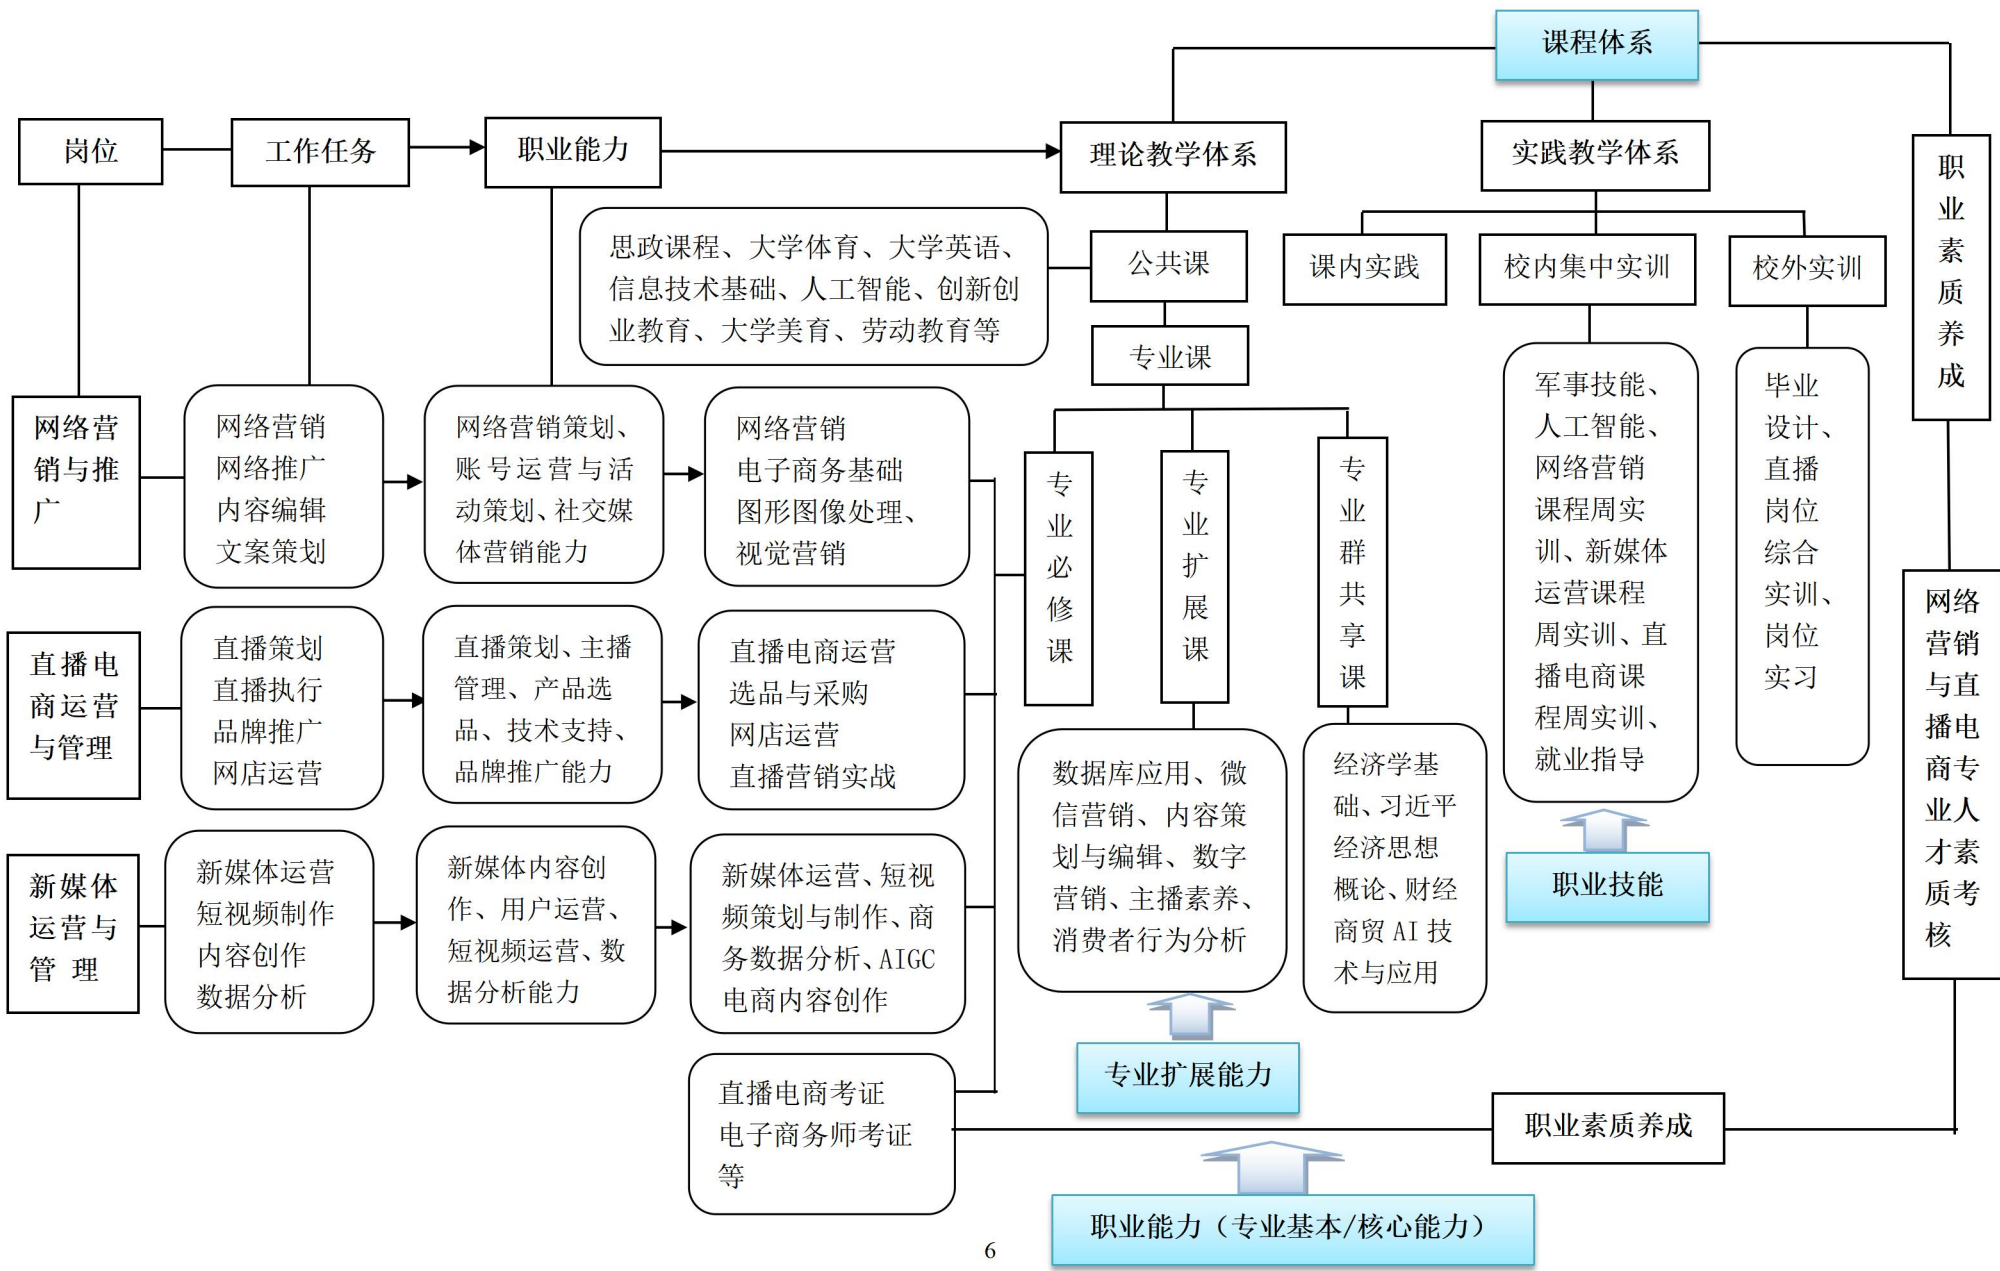 课程体系
岗位
工作任务
职业能力
理论教学体系
实践教学体系
职
业
素
质
养
成
思政课程、大学体育、大学英语、
信息技术基础、人工智能、创新创
业教育、大学美育、劳动教育等
公共课
专业课
课内实践
校内集中实训
校外实训
网络营
销与推
广
网络营销
网络推广
内容编辑
文案策划
网络营销策划、
账号运营与活
动策划、社交媒
体营销能力
网络营销
电子商务基础
图形图像处理、
视觉营销
专
业
必
修
课
专
业
扩
展
课
专
业
群
共
享
课
军事技能、
人工智能、
网络营销
课程周实
训、新媒体
运营课程
周实训、直
播电商课
程周实训、
就业指导
毕业
设计、
直播
岗位
综合
实训、
岗位
实习
直播电
商运营
与管理
直播策划
直播执行
品牌推广
网店运营
直播策划、主播
管理、产品选
品、技术支持、
品牌推广能力
直播电商运营
选品与采购
网店运营
直播营销实战
数据库应用、微
信营销、内容策
划与编辑、数字
营销、主播素养、
消费者行为分析
经济学基
础、习近平
经济思想
概论、财经
商贸AI技
术与应用
网络
营销
与直
播电
商专
业人
才素
质考
核
新媒体
运营与
管 理
新媒体运营
短视频制作
内容创作
数据分析
新媒体内容创
作、用户运营、
短视频运营、数
据分析能力
新媒体运营、短视
频策划与制作、商
务数据分析、AIGC
电商内容创作
职业技能
专业扩展能力
直播电商考证
电子商务师考证
等
职业素质养成
职业能力（专业基本/核心能力）
6